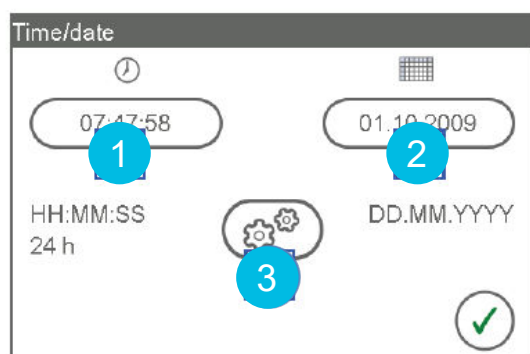 Time/date
07:47:58
01.10.2009
1
2
HH:MM:SS
24 h
DD.MM.YYYY
3